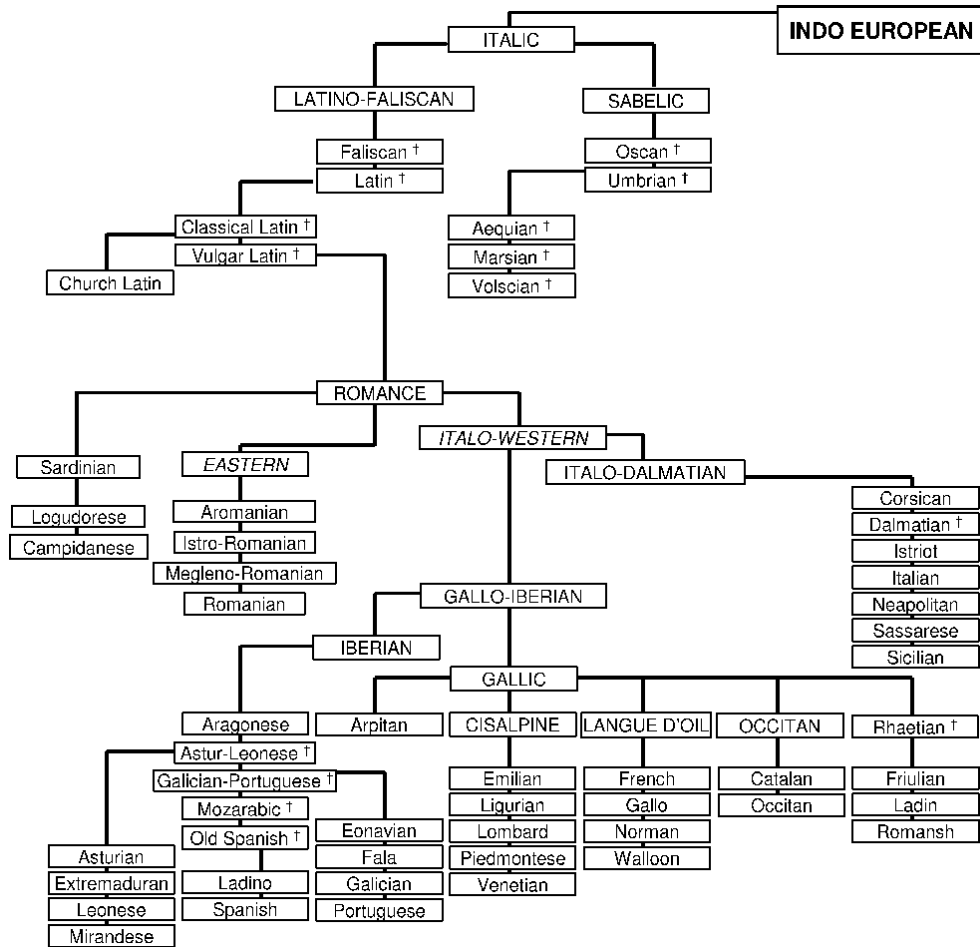 INDO EUROPEAN
ITALIC
LATINO-FALISCAN
SABELIC
Faliscan †
Latin †
Oscan †
Umbrian †
Classical Latin †
Vulgar Latin †
Church Latin
Aequian †
Marsian †
Volscian †
ROMANCE
ITALO-WESTERN
Sardinian
EASTERN
ITALO-DALMATIAN
Logudorese
Campidanese
Aromanian
Istro-Romanian
Megleno-Romanian
Romanian
Corsican
Dalmatian †
Istriot
Italian
Neapolitan
Sassarese
Sicilian
GALLO-IBERIAN
IBERIAN
GALLIC
Aragonese
Astur-Leonese †
Galician-Portuguese †
Mozarabic †
Old Spanish †
Arpitan
CISALPINE
LANGUE D'OIL
OCCITAN
Rhaetian †
Asturian
Extremaduran
Leonese
Mirandese
Ladino
Spanish
Eonavian
Fala
Galician
Portuguese
Emilian
Ligurian
Lombard
Piedmontese
Venetian
French
Gallo
Norman
Walloon
Catalan
Occitan
Friulian
Ladin
Romansh